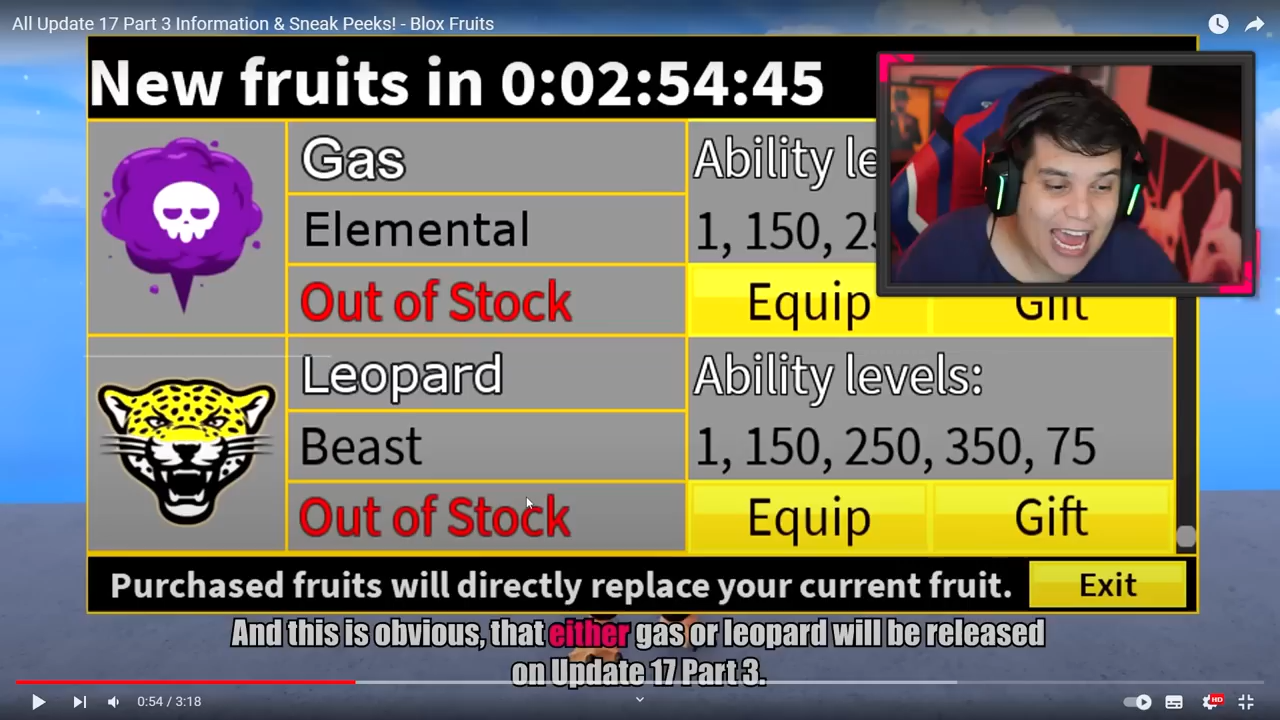 All Update 17 Part 3 Information & Sneak Peeks! - Blox Fruits
New fruits in 0:02:54:45
Gas
Ability le
Elemental
1, 150, 25
Out of Stock
Equip
Gift
Leopard
Ability levels:
Beast
1, 150, 250, 350, 75
Out of Stock
Equip
Gift
Purchased fruits will directly replace your current fruit.
Exit
And this is obvious, that either gas or leopard will be released
on Update 17 Part 3.
0:54 / 3:18
HD